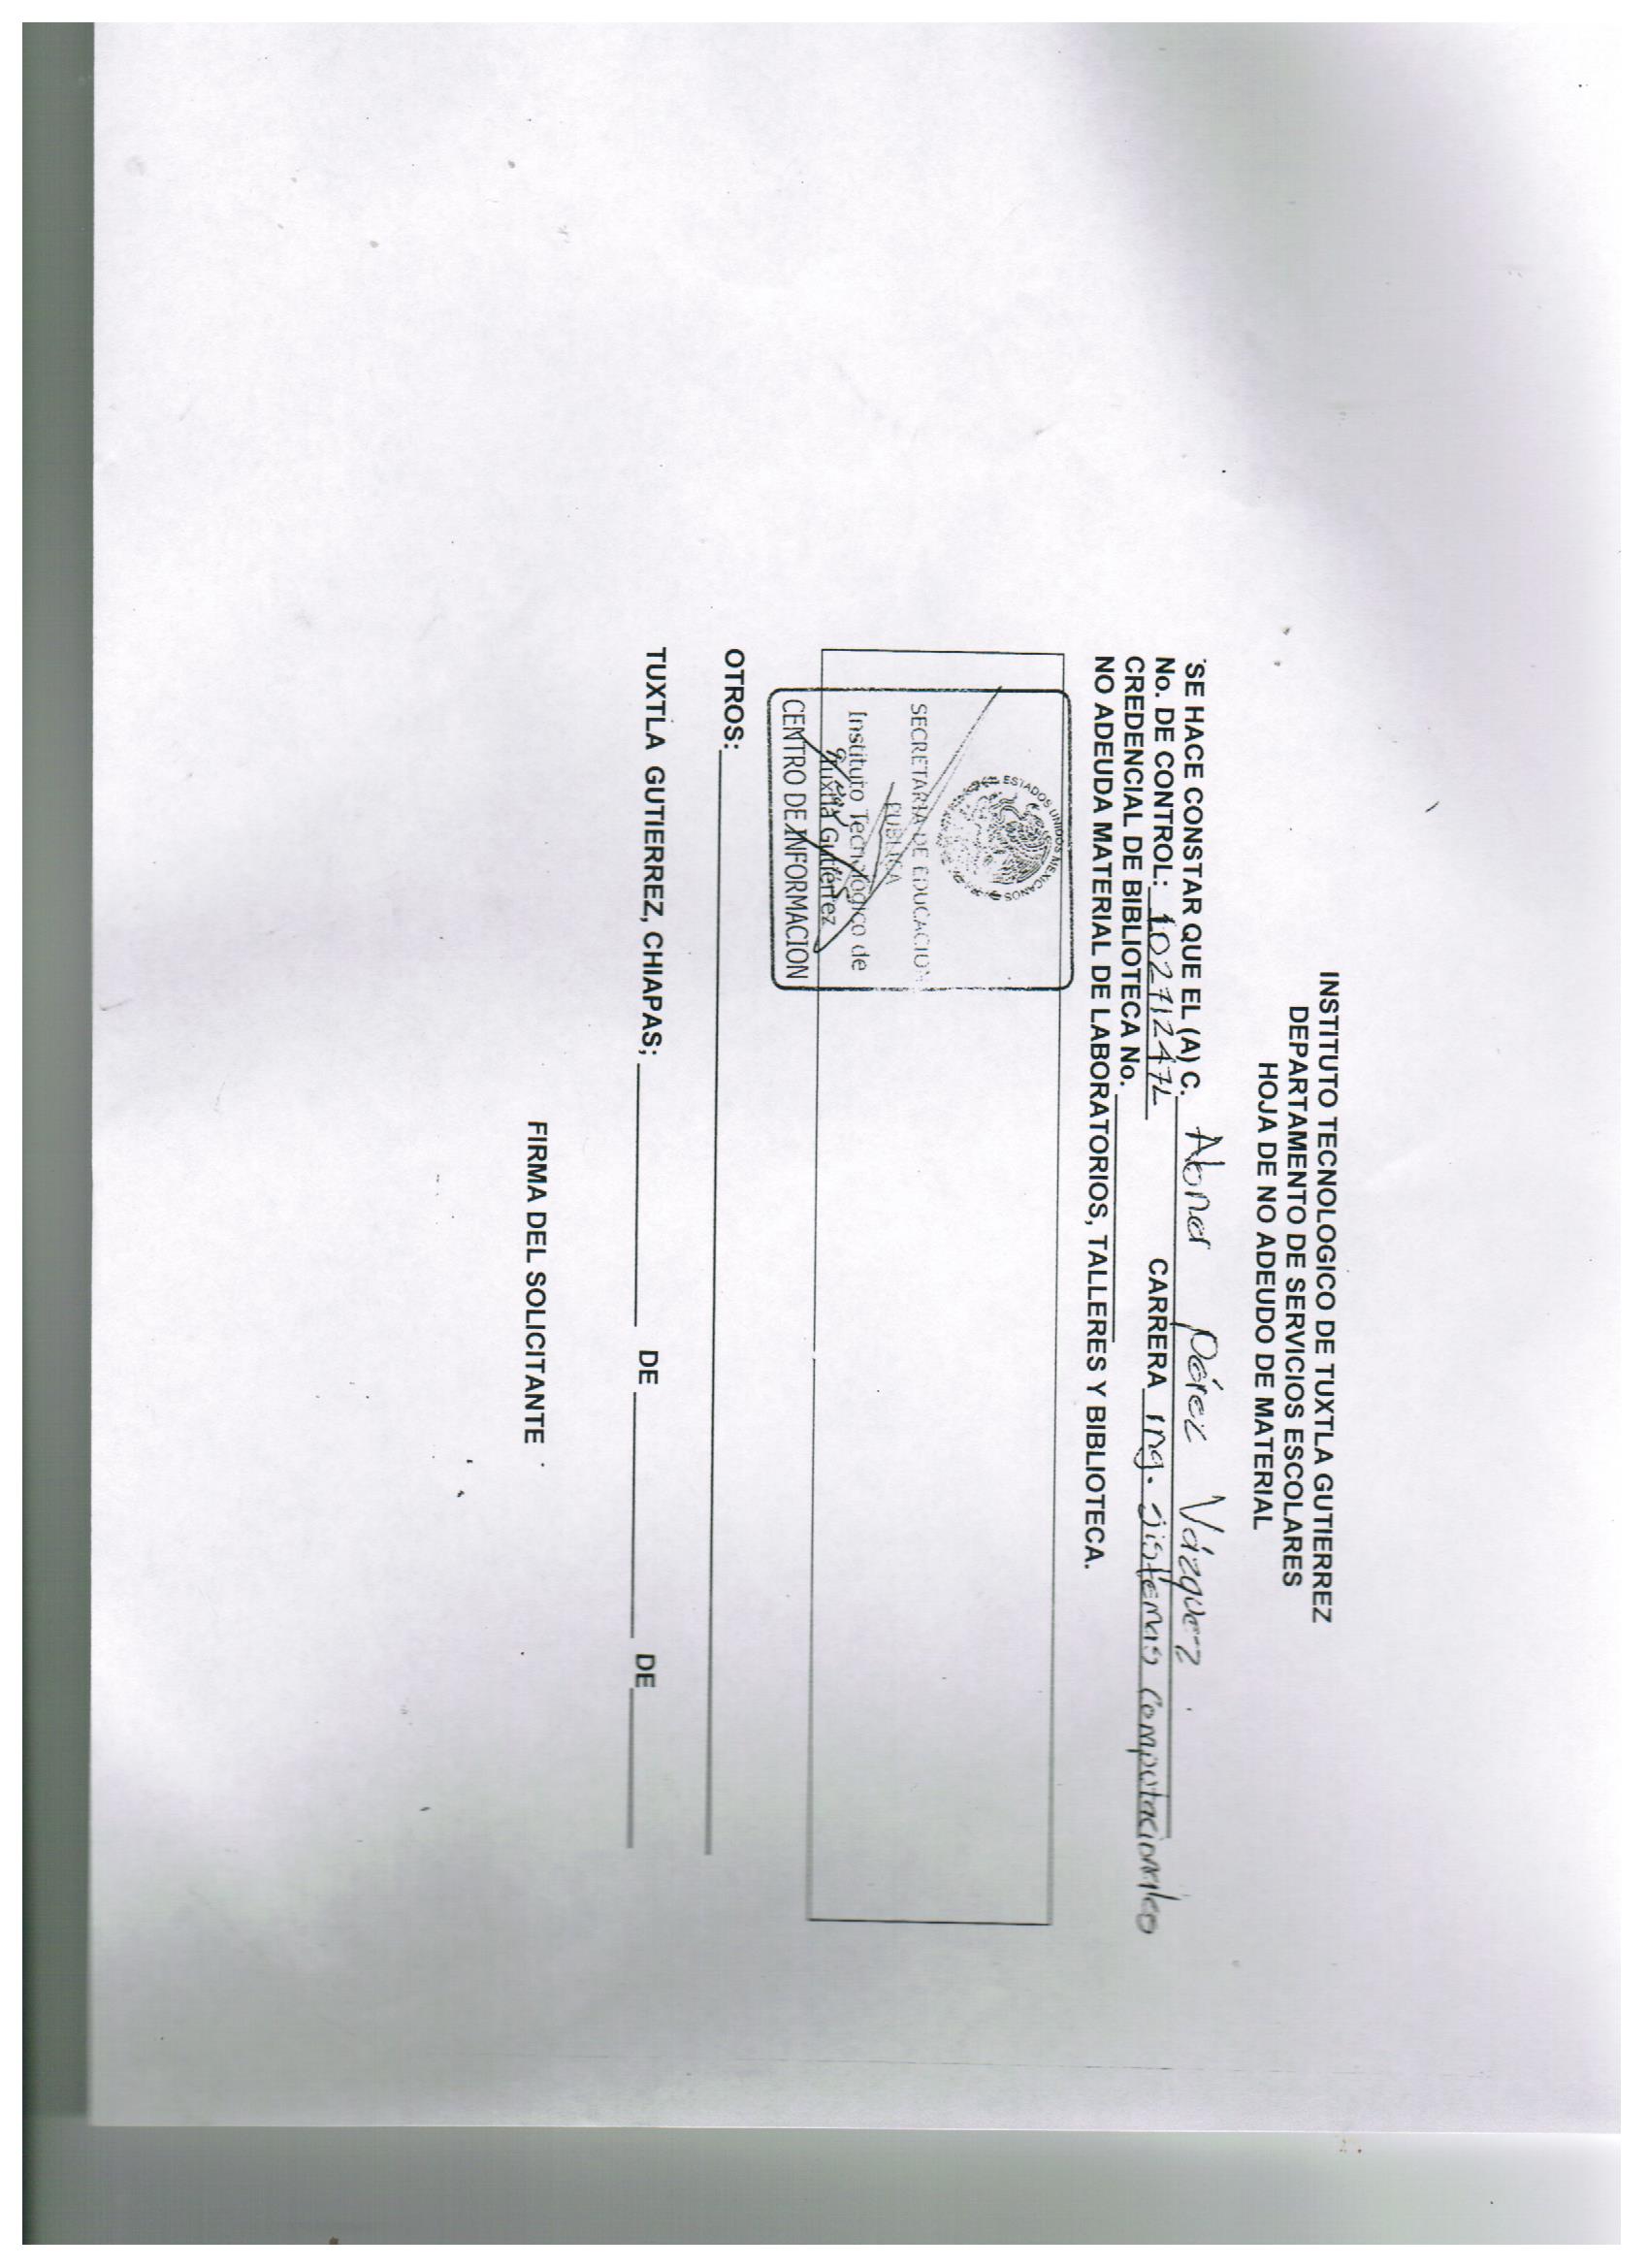 INSTITUTO TECNOLOGICO DE TUXTLA GUTIERREZ
DEPARTAMENTO DE SERVICIOS ESCOLARES
HOJA DE NO ADEUDO DE MATERIAL
SE HACE CONSTAR QUE EL (A) C. Abner Pérez Vázquez
No. DE CONTROL: CARRERA Ing. Sistemas Computacionales
CREDENCIAL DE BIBLIOTECA No.
NO ADEUDA MATERIAL DE LABORATORIOS, TALLERES Y BIBLIOTECA.
ESTADOS UNIDOS MEXICANOS
SECRETARIA DE EDUCACION
PUBLICA
Instituto Tecnológico de
Tuxtla Gutiérrez
CENTRO DE INFORMACION
OTROS:
TUXTLA GUTIERREZ, CHIAPAS; DE DE
FIRMA DEL SOLICITANTE